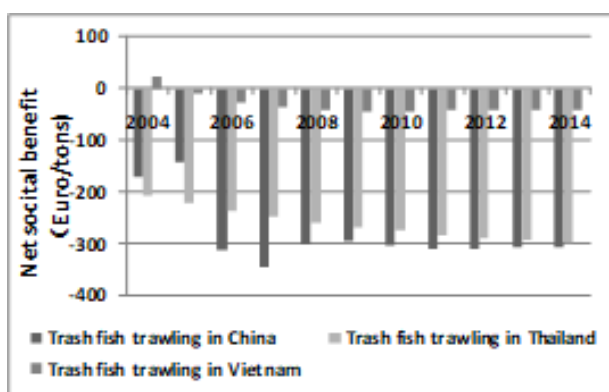 100
0
-100
-200
-300
-400
2004 2006 2008 2010 2012 2014
Net socital benefit
(Euro/tons)
Trash fish trawling in China
Trash fish trawling in Thailand
Trash fish trawling in Vietnam